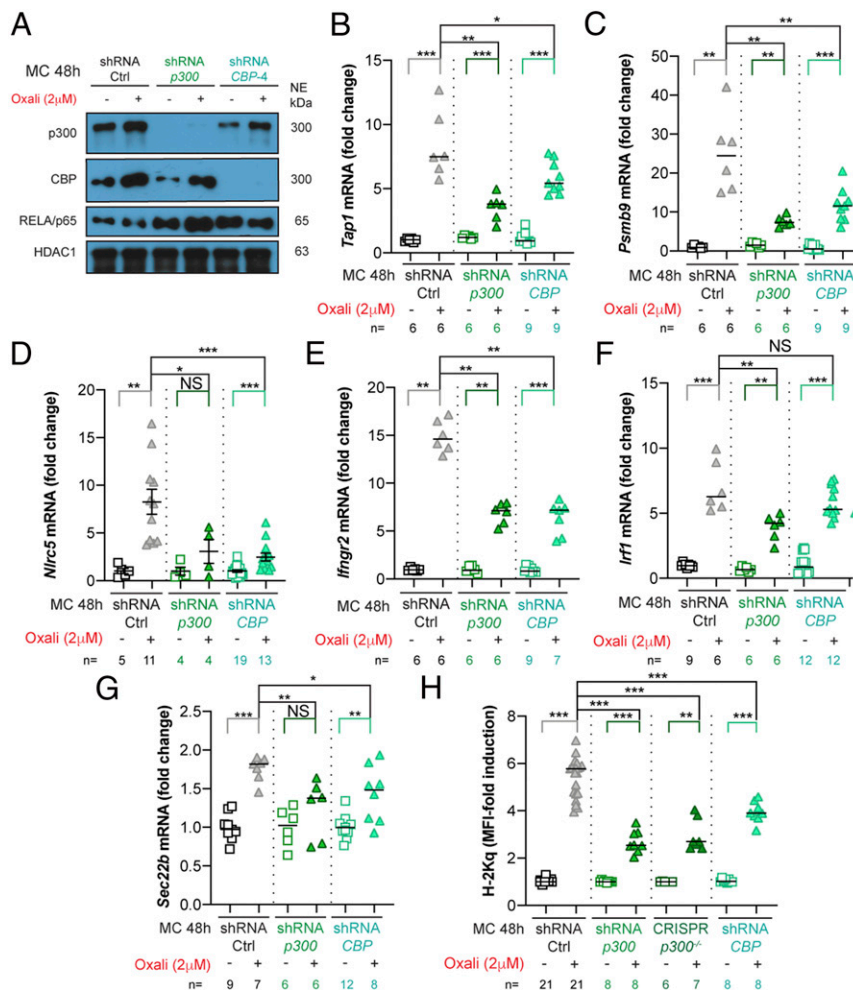 A
shRNA shRNA shRNA
MC 48h Ctrl p300 CBP-4 NE
Oxali (2μM) - + - + - + kDa
p300 300
CBP 300
RELA/p65 65
HDAC1 63
B
*
**
*** *** ***
Tap1 mRNA (fold change)
15
10
5
0
MC 48h shRNA shRNA shRNA
Ctrl p300 CBP
Oxali (2μM) - + - + - +
n= 6 6 6 6 9 9
C
**
**
** ** ***
Psmb9 mRNA (fold change)
50
40
30
20
10
0
MC 48h shRNA shRNA shRNA
Ctrl p300 CBP
Oxali (2μM) - + - + - +
n= 6 6 6 6 9 9
D
***
*
** NS ***
Nlrc5 mRNA (fold change)
20
15
10
5
0
MC 48h shRNA shRNA shRNA
Ctrl p300 CBP
Oxali (2μM) - + - + - +
n= 5 11 4 4 19 13
E
**
**
** ** ***
Ifngr2 mRNA (fold change)
20
15
10
5
0
MC 48h shRNA shRNA shRNA
Ctrl p300 CBP
Oxali (2μM) - + - + - +
n= 6 6 6 6 9 7
F
NS
**
*** ** ***
Irf1 mRNA (fold change)
15
10
5
0
MC 48h shRNA shRNA shRNA
Ctrl p300 CBP
Oxali (2μM) - + - + - +
n= 9 6 6 6 12 12
G
*
**
*** NS **
Sec22b mRNA (fold change)
2.5
2.0
1.5
1.0
0.5
0.0
MC 48h shRNA shRNA shRNA
Ctrl p300 CBP
Oxali (2μM) - + - + - +
n= 9 7 6 6 12 8
H
***
***
***
*** *** ** ***
H-2Kq (MFI-fold induction)
8
6
4
2
0
MC 48h shRNA shRNA CRISPR shRNA
Ctrl p300 p300-/- CBP
Oxali (2μM) - + - + - + - +
n= 21 21 8 8 6 7 8 8